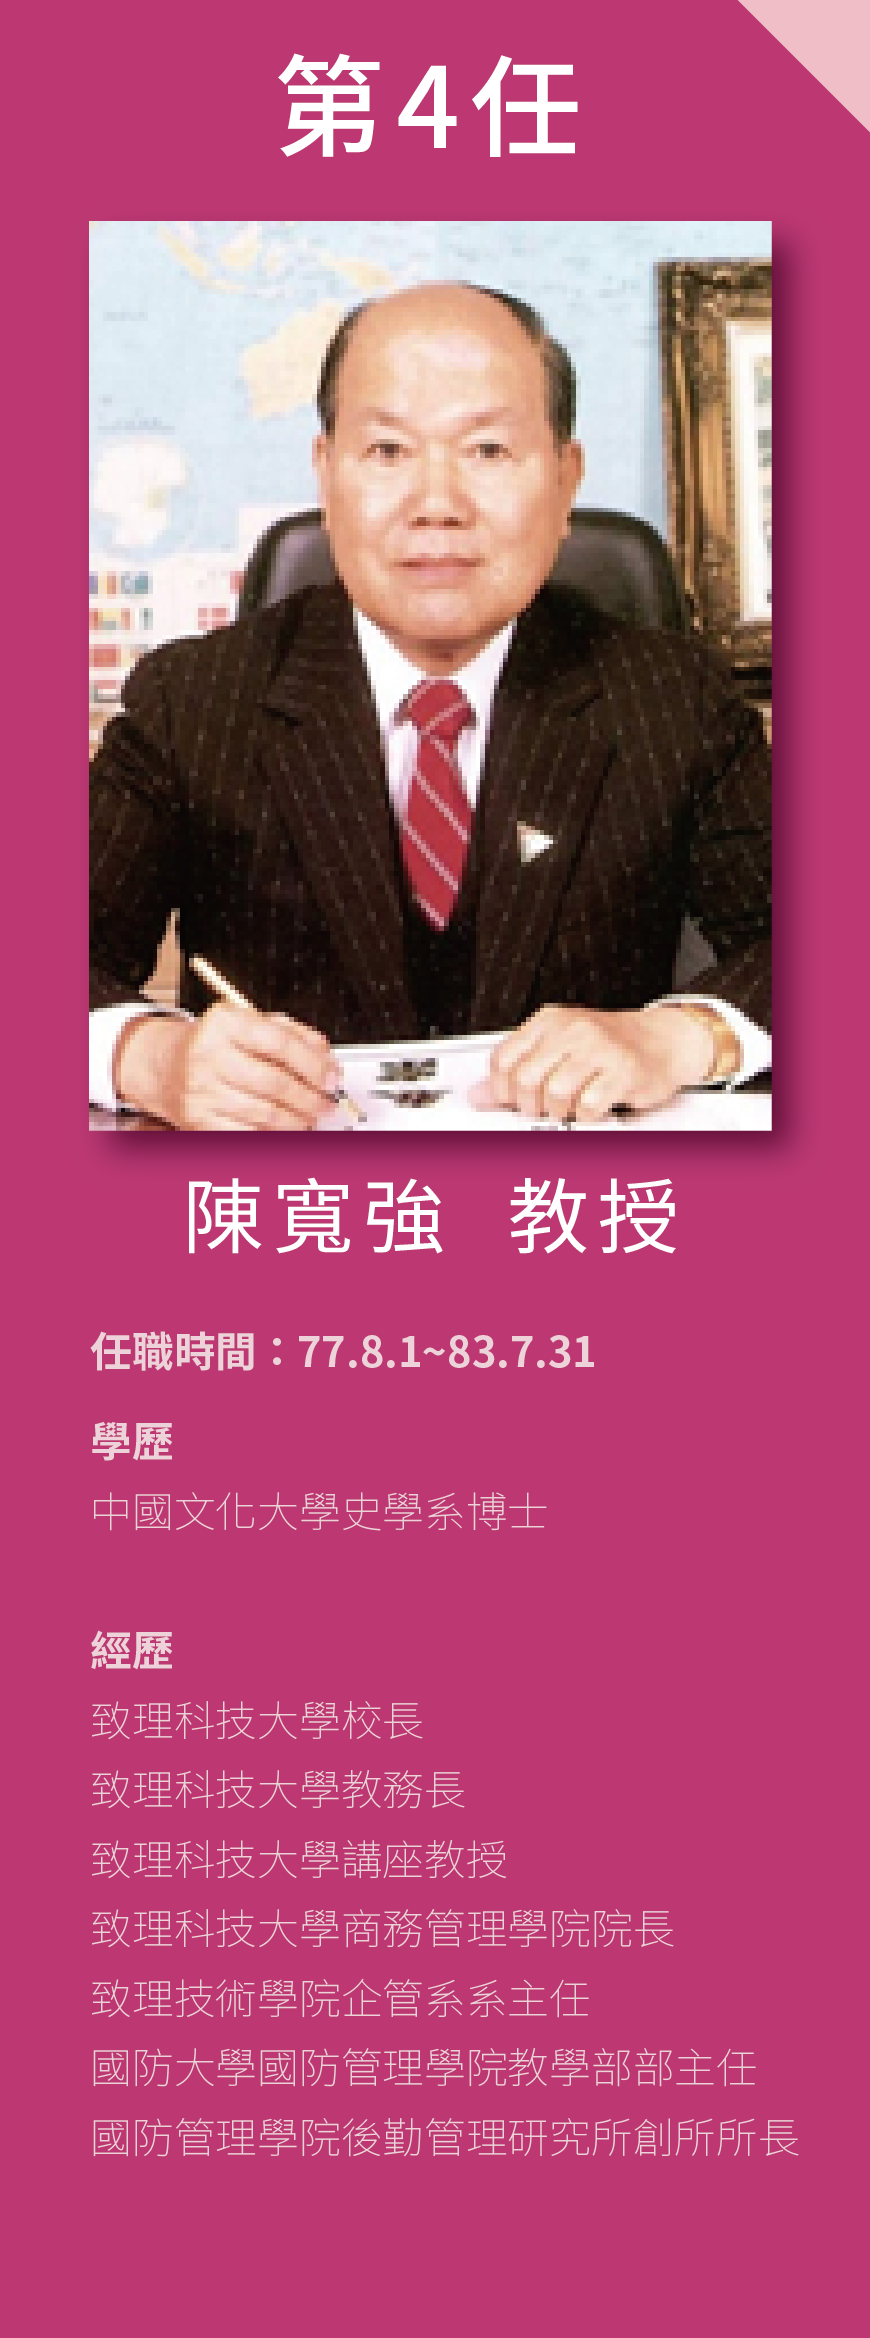 第4任
陳寬強 教授
任職時間：77.8.1~83.7.31
學歷
中國文化大學史學系博士
經歷
致理科技大學校長
致理科技大學教務長
致理科技大學講座教授
致理科技大學商務管理學院院長
致理技術學院企管系系主任
國防大學國防管理學院教學部部主任
國防管理學院後勤管理研究所創所所長